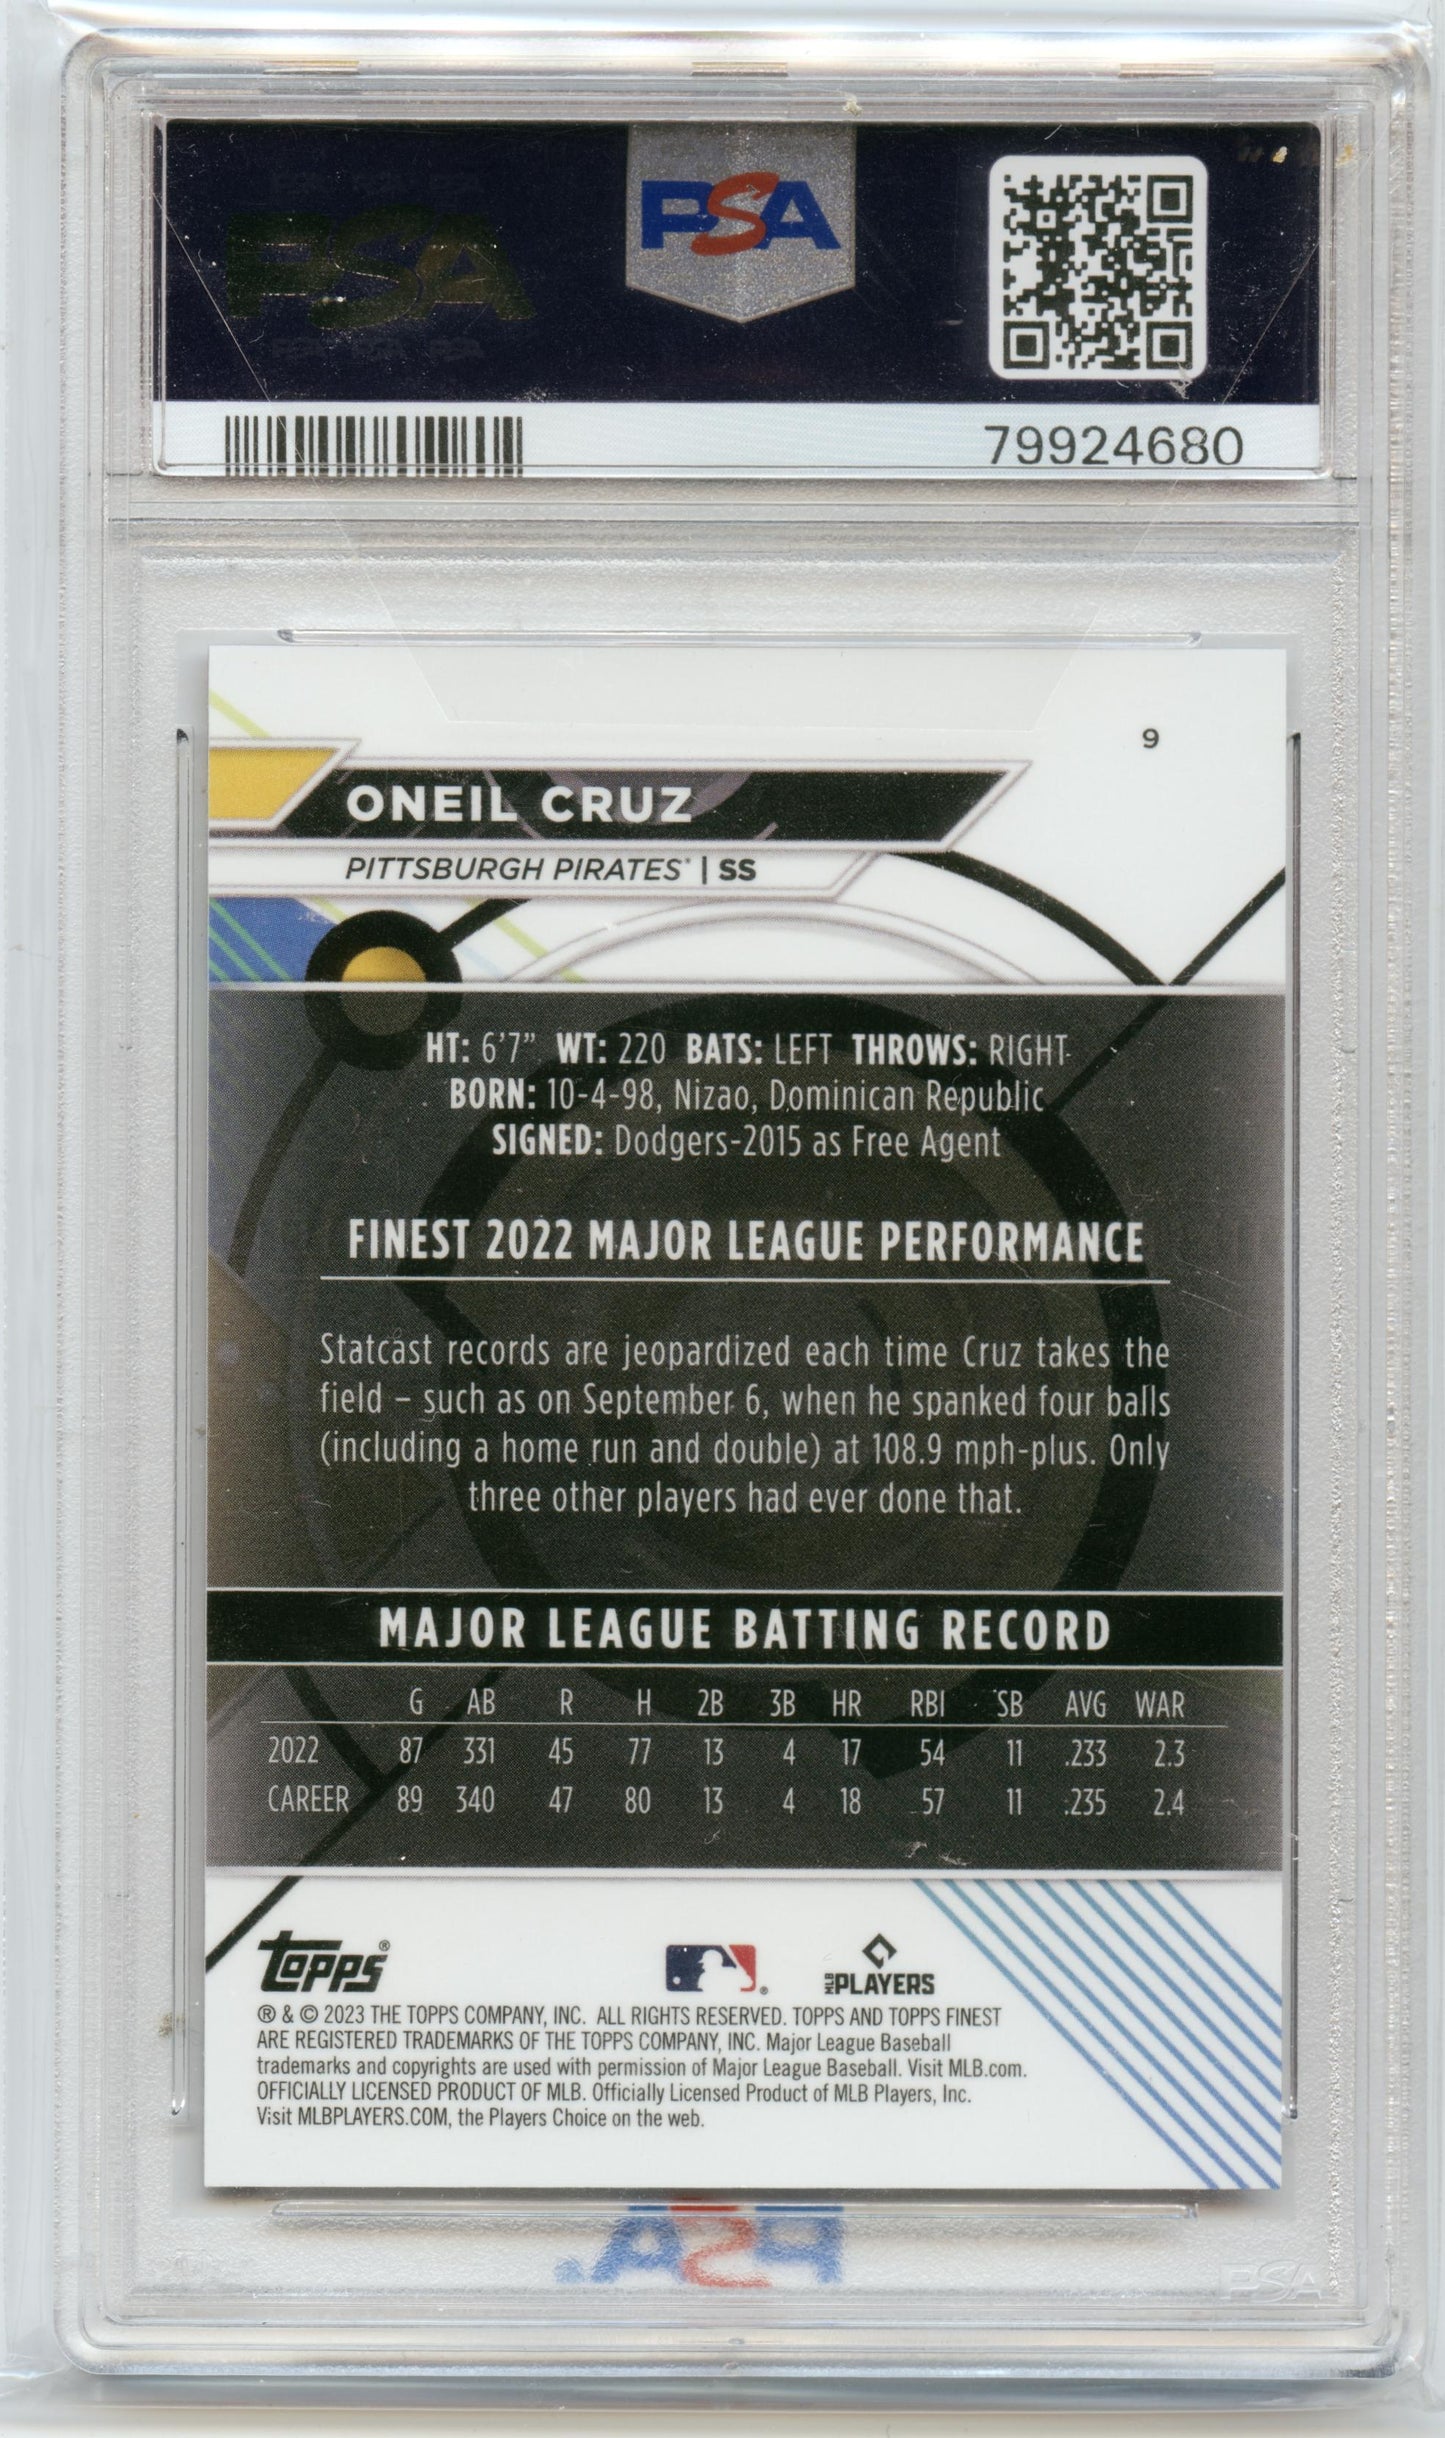 PSA
PSA
79924680
9
ONEIL CRUZ
PITTSBURGH PIRATES® | SS
HT: 6'7" WT: 220 BATS: LEFT THROWS: RIGHT
BORN: 10-4-98, Nizao, Dominican Republic
SIGNED: Dodgers-2015 as Free Agent
FINEST 2022 MAJOR LEAGUE PERFORMANCE
Statcast records are jeopardized each time Cruz takes the
field – such as on September 6, when he spanked four balls
(including a home run and double) at 108.9 mph-plus. Only
three other players had ever done that.
MAJOR LEAGUE BATTING RECORD
G AB R H 2B 3B HR RBI SB AVG WAR
2022 87 331 45 77 13 4 17 54 11 .233 2.3
CAREER 89 340 47 80 13 4 18 57 11 .235 2.4
TOPPS®
MLB PLAYERS
® & © 2023 THE TOPPS COMPANY, INC. ALL RIGHTS RESERVED. TOPPS AND TOPPS FINEST
ARE REGISTERED TRADEMARKS OF THE TOPPS COMPANY, INC. Major League Baseball
trademarks and copyrights are used with permission of Major League Baseball. Visit MLB.com.
OFFICIALLY LICENSED PRODUCT OF MLB. Officially Licensed Product of MLB Players, Inc.
Visit MLBPLAYERS.COM, the Players Choice on the web.
PSA
PSA